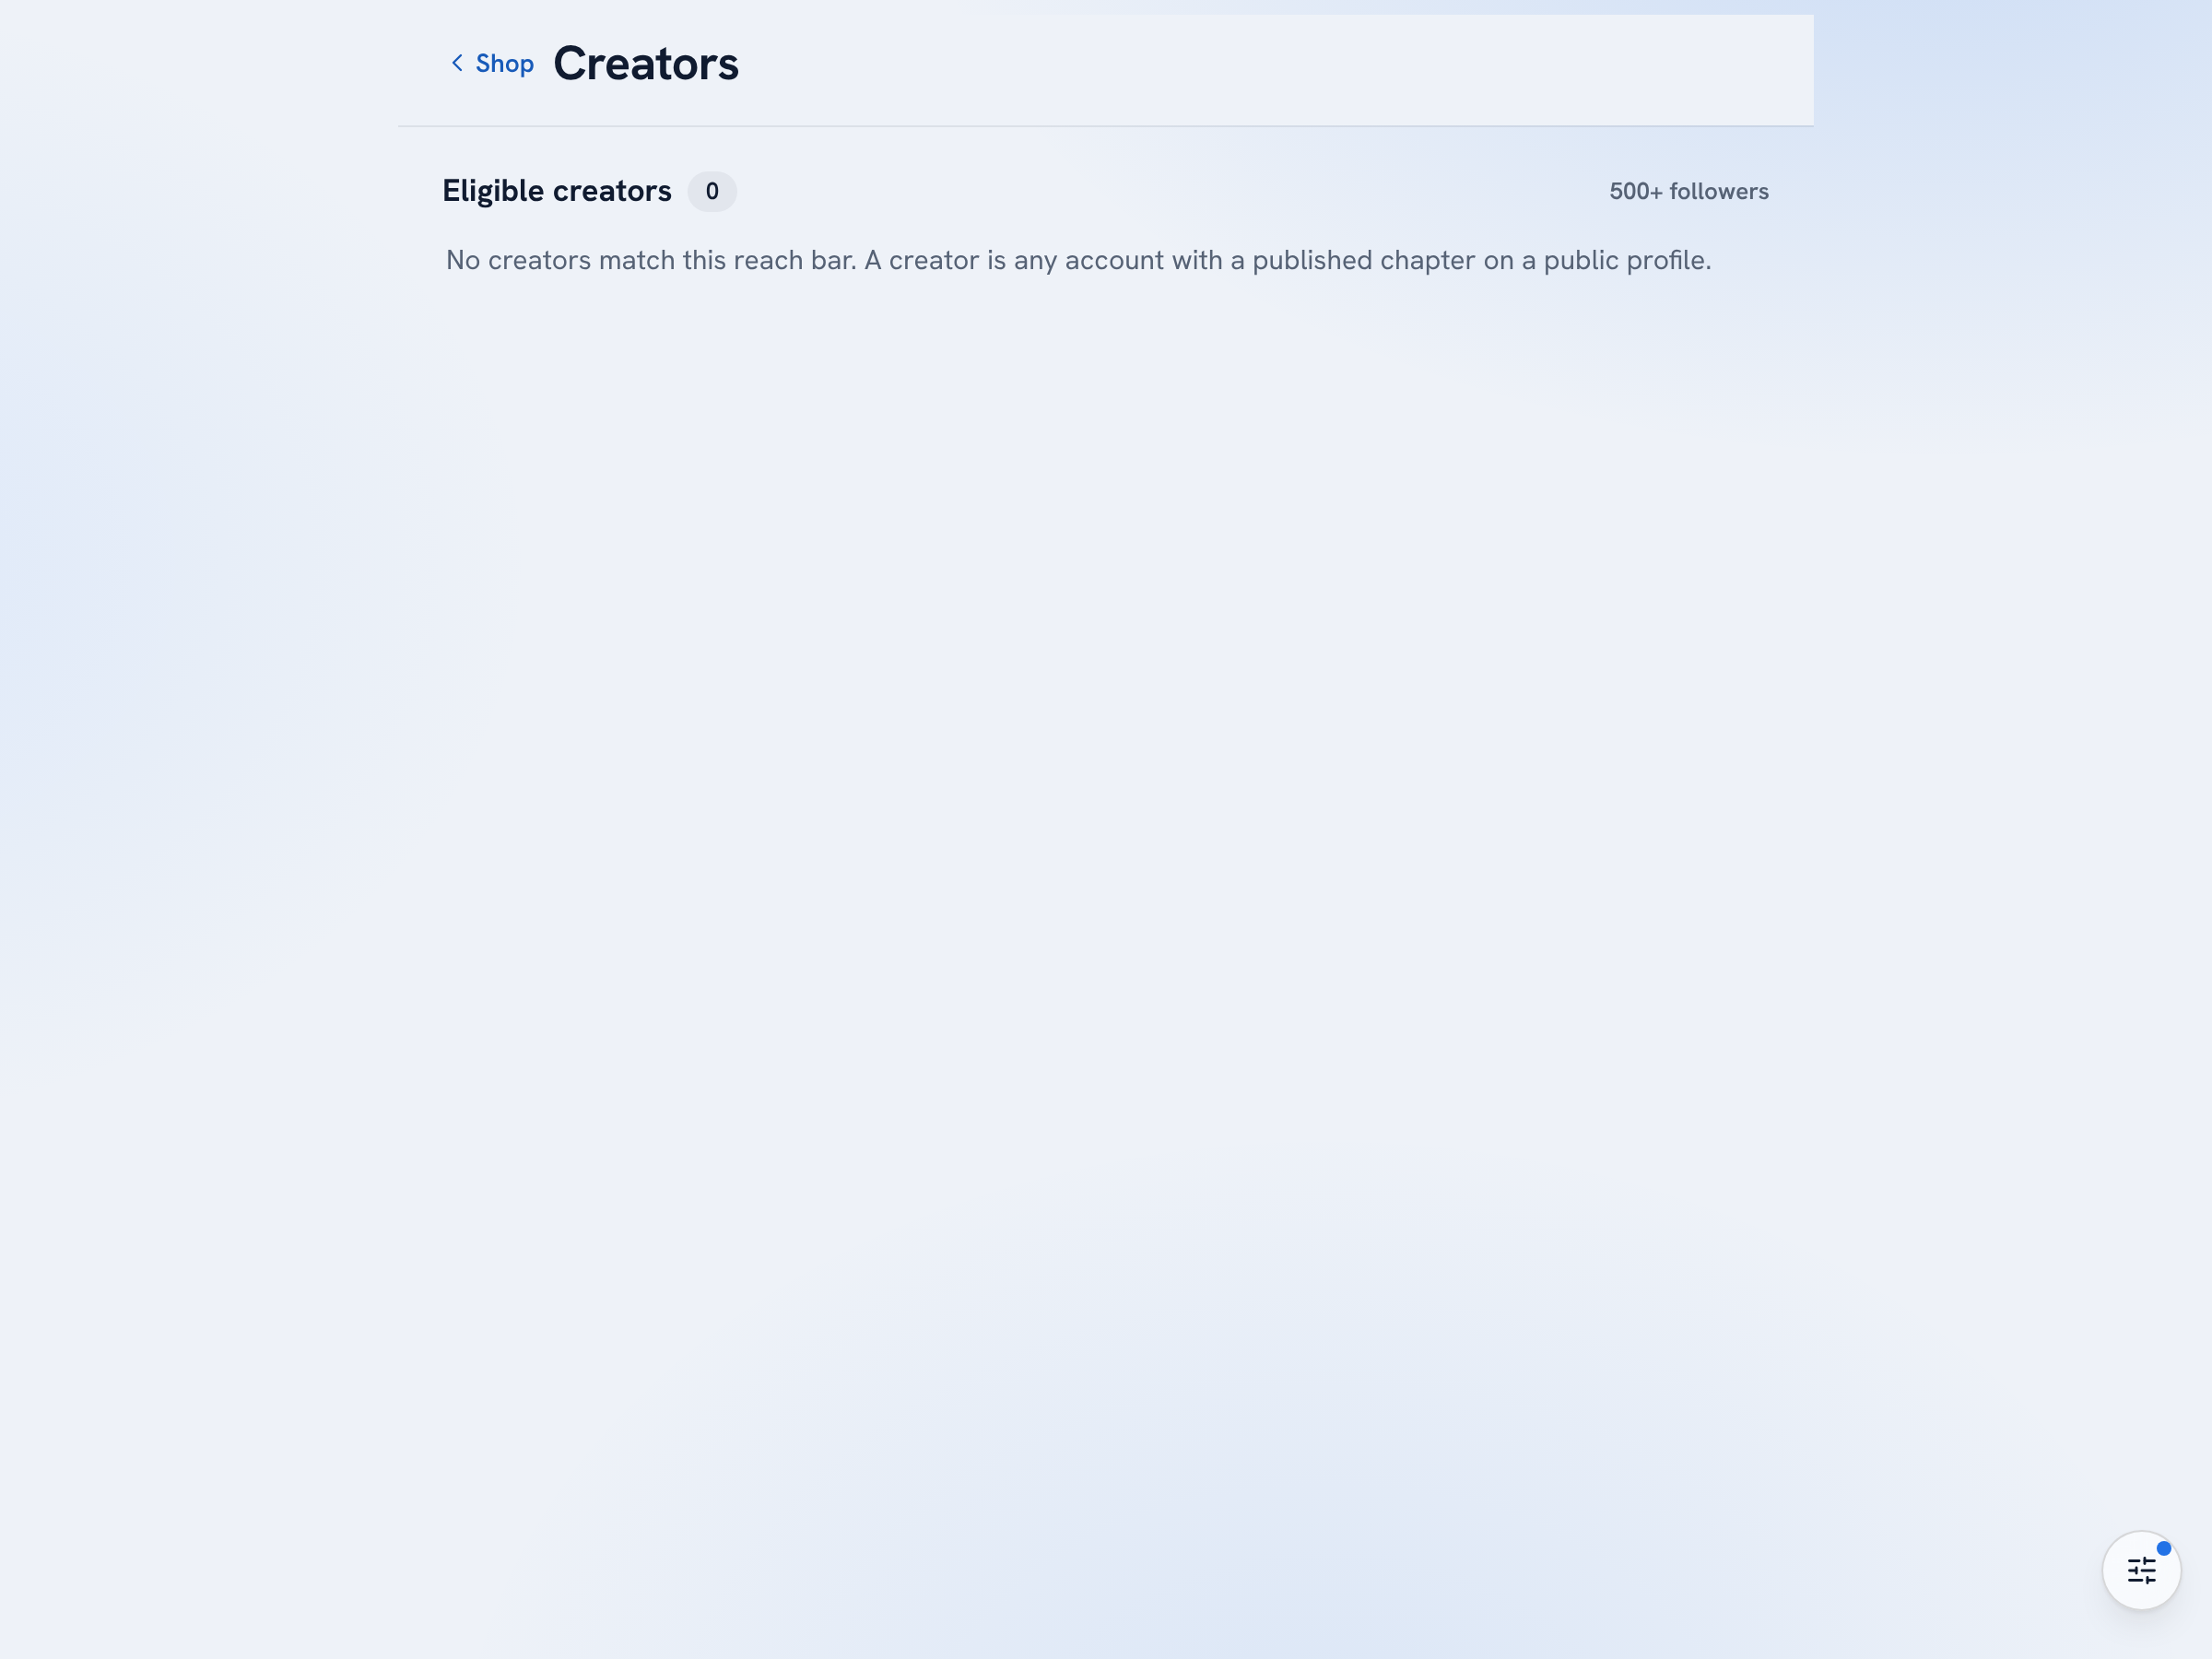 Shop Creators
Eligible creators 0 500+ followers
No creators match this reach bar. A creator is any account with a published chapter on a public profile.